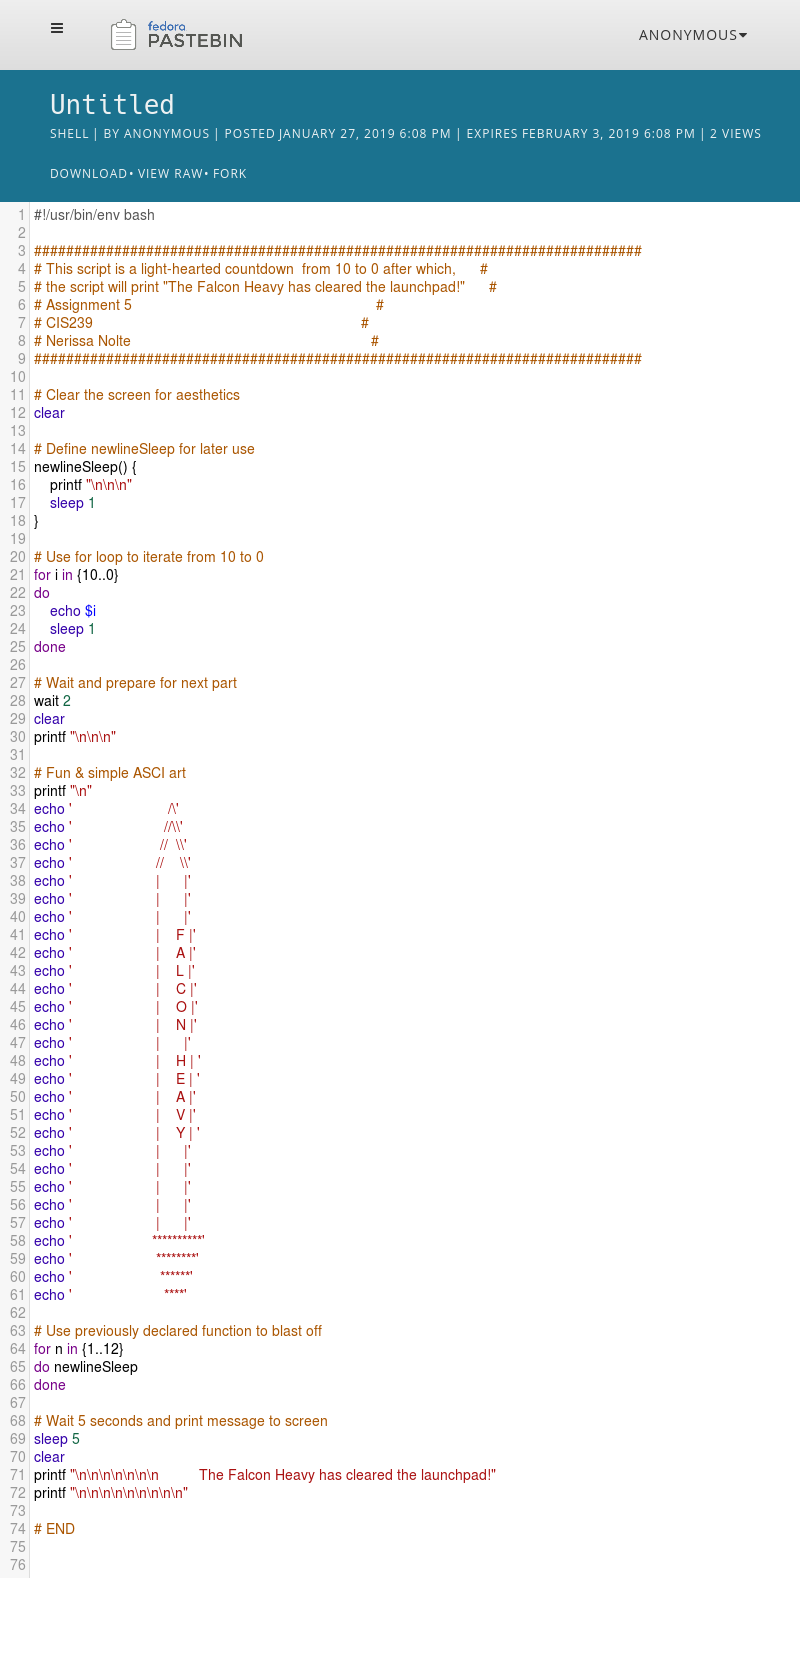 fedora
PASTEBIN
ANONYMOUS
Untitled
SHELL | BY ANONYMOUS | POSTED JANUARY 27, 2019 6:08 PM | EXPIRES FEBRUARY 3, 2019 6:08 PM | 2 VIEWS
DOWNLOAD• VIEW RAW• FORK
1 #!/usr/bin/env bash
2
3 ############################################################################
4 # This script is a light-hearted countdown  from 10 to 0 after which,      #
5 # the script will print "The Falcon Heavy has cleared the launchpad!"      #
6 # Assignment 5                                                             #
7 # CIS239                                                                   #
8 # Nerissa Nolte                                                            #
9 ############################################################################
10
11 # Clear the screen for aesthetics
12 clear
13
14 # Define newlineSleep for later use
15 newlineSleep() {
16     printf "\n\n\n"
17     sleep 1
18 }
19
20 # Use for loop to iterate from 10 to 0
21 for i in {10..0}
22 do
23     echo $i
24     sleep 1
25 done
26
27 # Wait and prepare for next part
28 wait 2
29 clear
30 printf "\n\n\n"
31
32 # Fun & simple ASCI art
33 printf "\n"
34 echo '                        /\'
35 echo '                       //\\'
36 echo '                      //  \\'
37 echo '                     //    \\'
38 echo '                     |      |'
39 echo '                     |      |'
40 echo '                     |      |'
41 echo '                     |    F |'
42 echo '                     |    A |'
43 echo '                     |    L |'
44 echo '                     |    C |'
45 echo '                     |    O |'
46 echo '                     |    N |'
47 echo '                     |      |'
48 echo '                     |    H | '
49 echo '                     |    E | '
50 echo '                     |    A |'
51 echo '                     |    V |'
52 echo '                     |    Y | '
53 echo '                     |      |'
54 echo '                     |      |'
55 echo '                     |      |'
56 echo '                     |      |'
57 echo '                     |      |'
58 echo '                    **********'
59 echo '                     ********'
60 echo '                      ******'
61 echo '                       ****'
62
63 # Use previously declared function to blast off
64 for n in {1..12}
65 do newlineSleep
66 done
67
68 # Wait 5 seconds and print message to screen
69 sleep 5
70 clear
71 printf "\n\n\n\n\n\n\n          The Falcon Heavy has cleared the launchpad!"
72 printf "\n\n\n\n\n\n\n\n\n"
73
74 # END
75
76